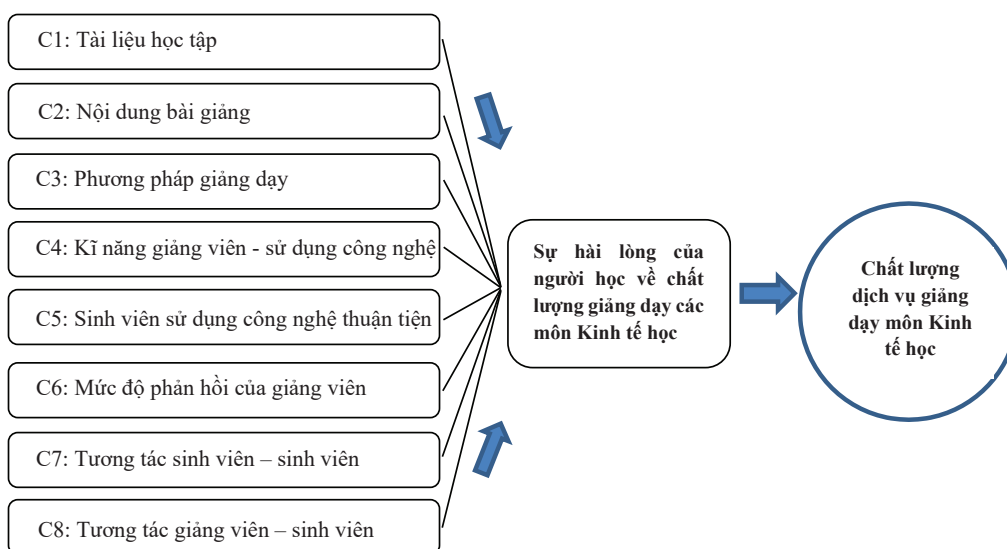 C1: Tài liệu học tập
C2: Nội dung bài giảng
C3: Phương pháp giảng dạy
C4: Kĩ năng giảng viên - sử dụng công nghệ
C5: Sinh viên sử dụng công nghệ thuận tiện
C6: Mức độ phản hồi của giảng viên
C7: Tương tác sinh viên – sinh viên
C8: Tương tác giảng viên – sinh viên
Sự hài lòng của
người học về chất
lượng giảng dạy các
môn Kinh tế học
Chất lượng
dịch vụ giảng
dạy môn Kinh
tế học